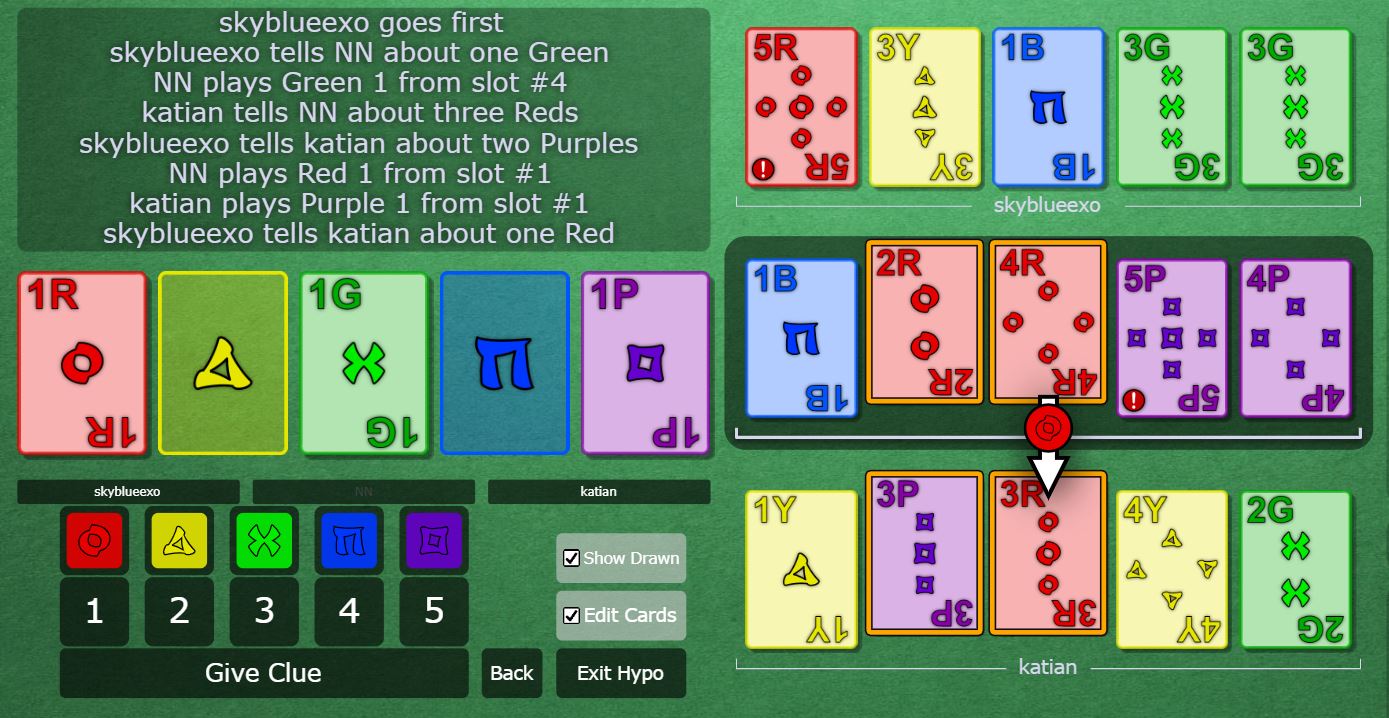 skyblueexo goes first
skyblueexo tells NN about one Green
NN plays Green 1 from slot #4
katian tells NN about three Reds
skyblueexo tells katian about two Purples
NN plays Red 1 from slot #1
katian plays Purple 1 from slot #1
skyblueexo tells katian about one Red
5R 3Y 1B 3G 3G
5R 3Y 1B 3G 3G
skyblueexo
1B 2R 4R 5P 4P
1B 2R 4R 5P 4P
1R 1G 1P
1R 1G 1P
1Y 3P 3R 4Y 2G
1Y 3P 3R 4Y 2G
katian
skyblueexo NN katian
1 2 3 4 5
Show Drawn
Edit Cards
Give Clue Back Exit Hypo